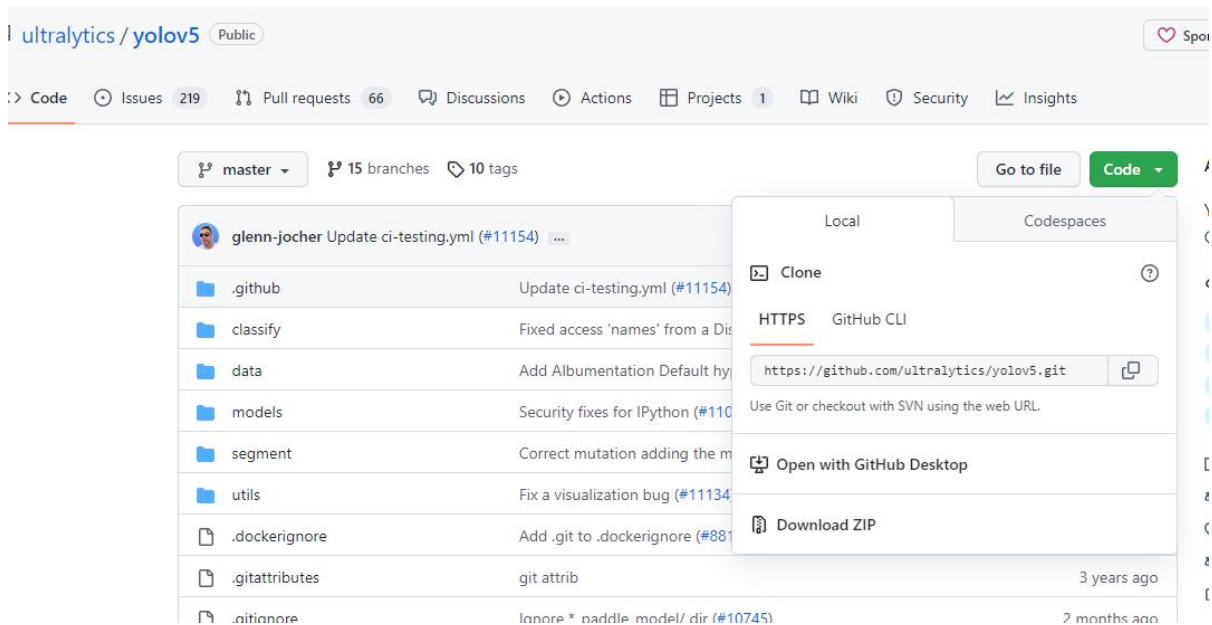 ultralytics / yolov5 Public
Code Issues 219 Pull requests 66 Discussions Actions Projects 1 Wiki Security Insights
master 15 branches 10 tags Go to file Code
Local Codespaces
glenn-jocher Update ci-testing.yml (#11154) ...
Clone
.github Update ci-testing.yml (#11154)
HTTPS GitHub CLI
classify Fixed access 'names' from a
https://github.com/ultralytics/yolov5.git
data Add Albumentation Default
Use Git or checkout with SVN using the web URL.
models Security fixes for IPython
segment Correct mutation adding the
Open with GitHub Desktop
utils Fix a visualization bug (#11134)
Download ZIP
.dockerignore Add .git to .dockerignore
.gitattributes git attrib 3 years ago
.gitignore Ignore *_paddle_model/ dir (#10745) 2 months ago